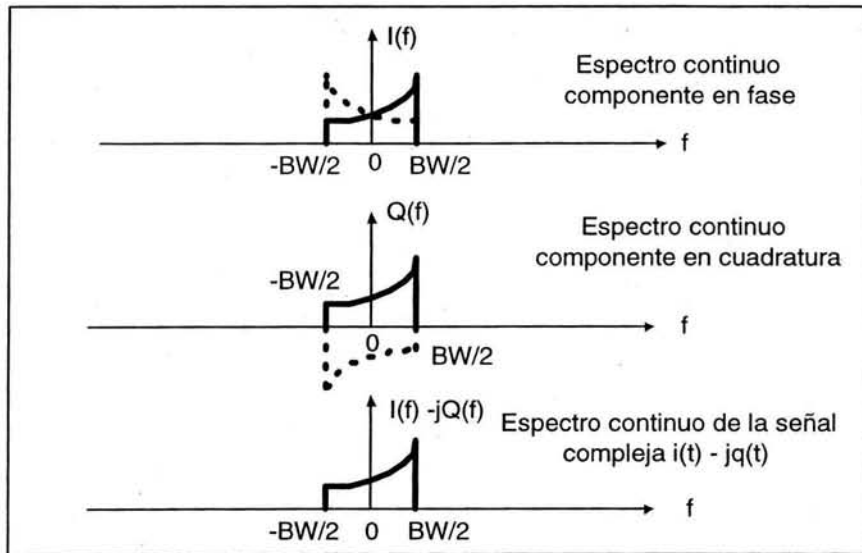 I(f)
Espectro continuo
componente en fase
f
-BW/2
0
BW/2
Q(f)
Espectro continuo
componente en cuadratura
-BW/2
f
0
BW/2
I(f) -jQ(f)
Espectro continuo de la señal
compleja i(t) - jq(t)
f
-BW/2
0
BW/2